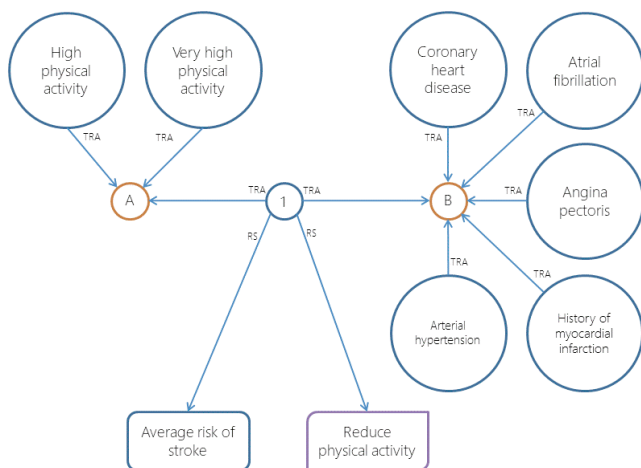 High
physical
activity
Very high
physical
activity
Coronary
heart
disease
Atrial
fibrillation
TRA
TRA
TRA
TRA
A
TRA
1
TRA
B
TRA
Angina
pectoris
RS
RS
TRA
TRA
Arterial
hypertension
History of
myocardial
infarction
Average risk of
stroke
Reduce
physical activity